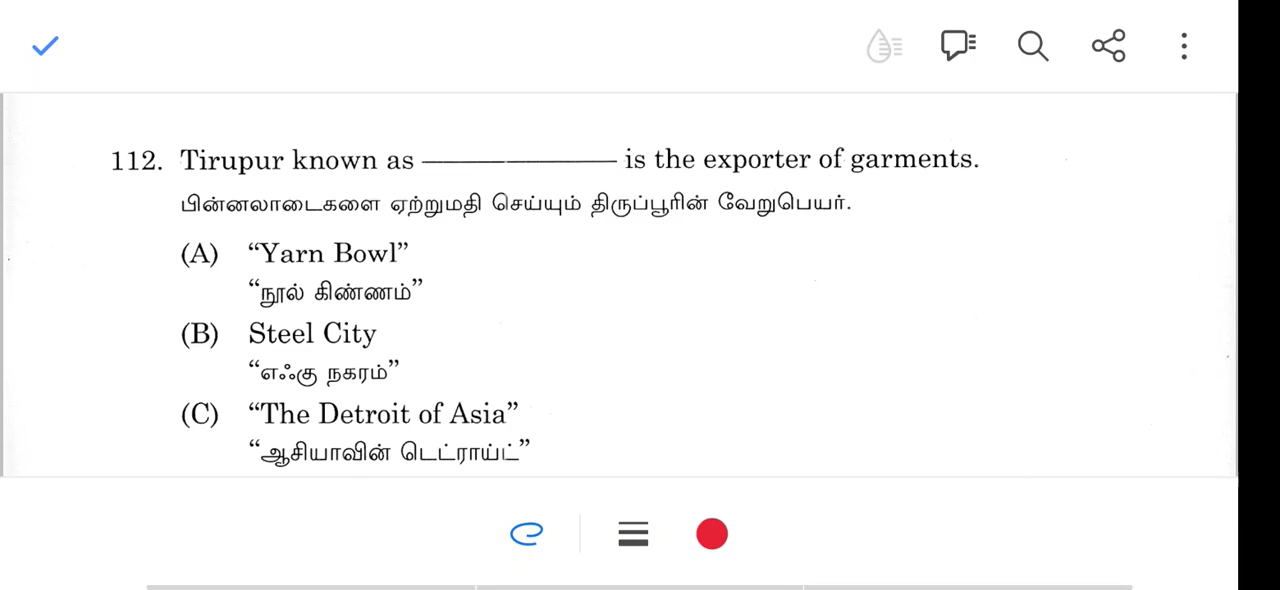 112. Tirupur known as ——————— is the exporter of garments.
பின்னலாடைகளை ஏற்றுமதி செய்யும் திருப்பூரின் வேறுபெயர்.
(A) “Yarn Bowl”
“நூல் கிண்ணம்”
(B) Steel City
“எஃகு நகரம்”
(C) “The Detroit of Asia”
“ஆசியாவின் டெட்ராய்ட்”